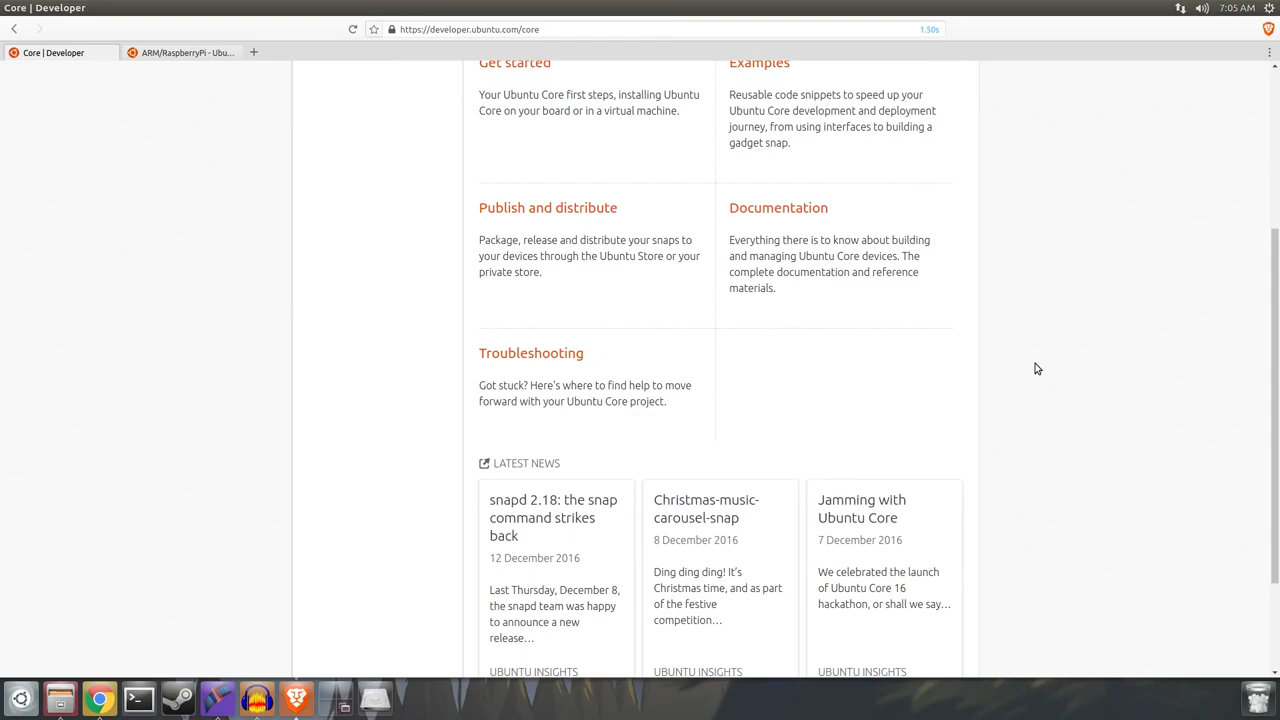 Core | Developer
7:05 AM
https://developer.ubuntu.com/core
1.50s
Core | Developer
ARM/RaspberryPi - Ubu...
Get started
Your Ubuntu Core first steps, installing Ubuntu
Core on your board or in a virtual machine.
Examples
Reusable code snippets to speed up your
Ubuntu Core development and deployment
journey, from using interfaces to building a
gadget snap.
Publish and distribute
Package, release and distribute your snaps to
your devices through the Ubuntu Store or your
private store.
Documentation
Everything there is to know about building
and managing Ubuntu Core devices. The
complete documentation and reference
materials.
Troubleshooting
Got stuck? Here's where to find help to move
forward with your Ubuntu Core project.
LATEST NEWS
snapd 2.18: the snap
command strikes
back
12 December 2016
Last Thursday, December 8,
the snapd team was happy
to announce a new
release...
UBUNTU INSIGHTS
Christmas-music-
carousel-snap
8 December 2016
Ding ding ding! It's
Christmas time, and as part
of the festive
competition...
UBUNTU INSIGHTS
Jamming with
Ubuntu Core
7 December 2016
We celebrated the launch
of Ubuntu Core 16
hackathon, or shall we say...
UBUNTU INSIGHTS